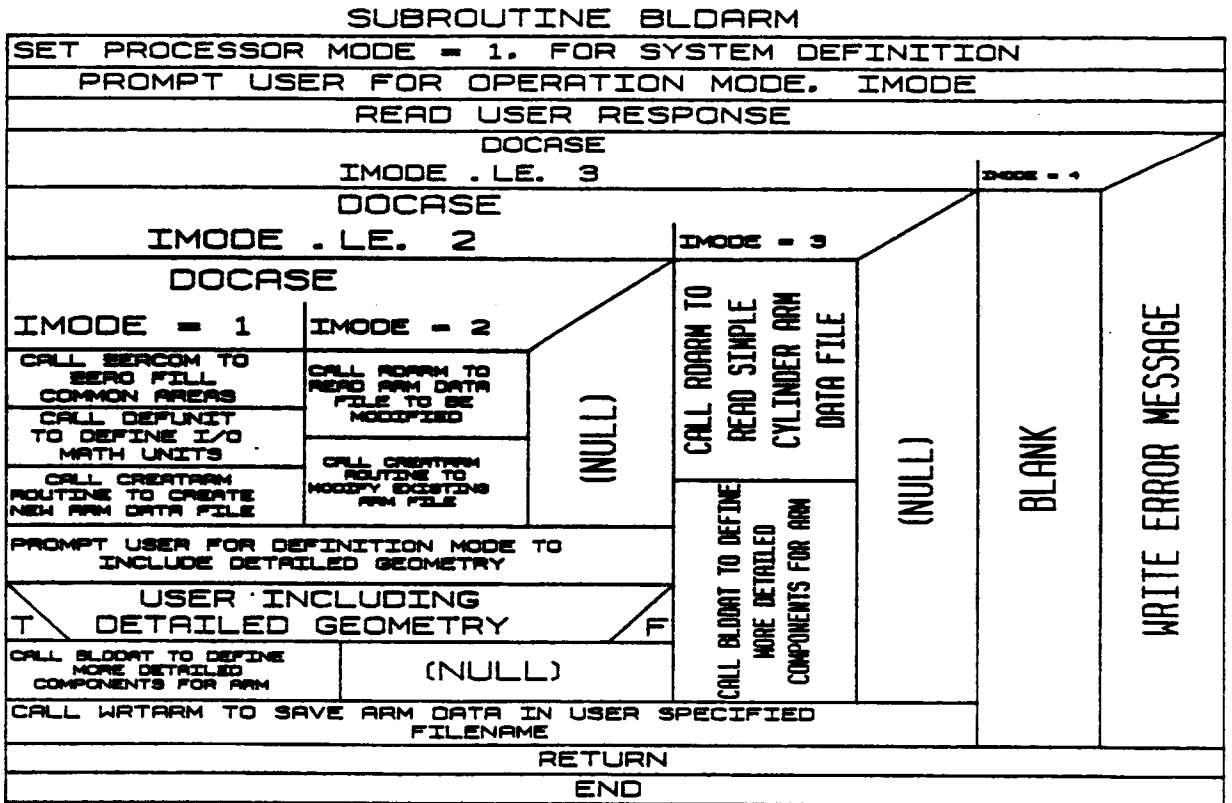 SUBROUTINE BLDARM
SET PROCESSOR MODE = 1. FOR SYSTEM DEFINITION
PROMPT USER FOR OPERATION MODE. IMODE
READ USER RESPONSE
DOCASE
IMODE .LE. 3
IMODE = 4
DOCASE
IMODE .LE. 2
IMODE = 3
DOCASE
IMODE = 1
IMODE = 2
CALL ZERCOM TO
ZERO FILL
COMMON AREAS
CALL DEFUNIT
TO DEFINE I/O
MATH UNITS
CALL CREATARM
ROUTINE TO CREATE
NEW ARM DATA FILE
CALL RDARM TO
READ ARM DATA
FILE TO BE
MODIFIED
CALL CREATARM
ROUTINE TO
MODIFY EXISTING
ARM FILE
(NULL)
CALL RDARM TO
READ SIMPLE
CYLINDER ARM
DATA FILE
CALL BLDDAT TO DEFINE
MORE DETAILED
COMPONENTS FOR ARM
(NULL)
BLANK
WRITE ERROR MESSAGE
PROMPT USER FOR DEFINITION MODE TO
INCLUDE DETAILED GEOMETRY
USER INCLUDING
T DETAILED GEOMETRY F
CALL BLDDAT TO DEFINE
MORE DETAILED
COMPONENTS FOR ARM
(NULL)
CALL WRTARM TO SAVE ARM DATA IN USER SPECIFIED
FILENAME
RETURN
END